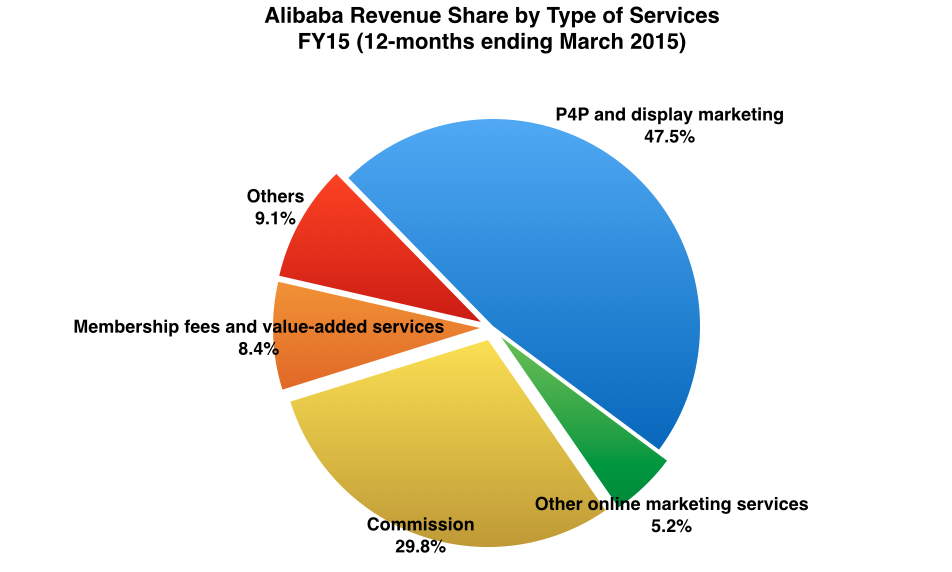 Alibaba Revenue Share by Type of Services
FY15 (12-months ending March 2015)
P4P and display marketing
47.5%
Others
9.1%
Membership fees and value-added services
8.4%
Other online marketing services
5.2%
Commission
29.8%